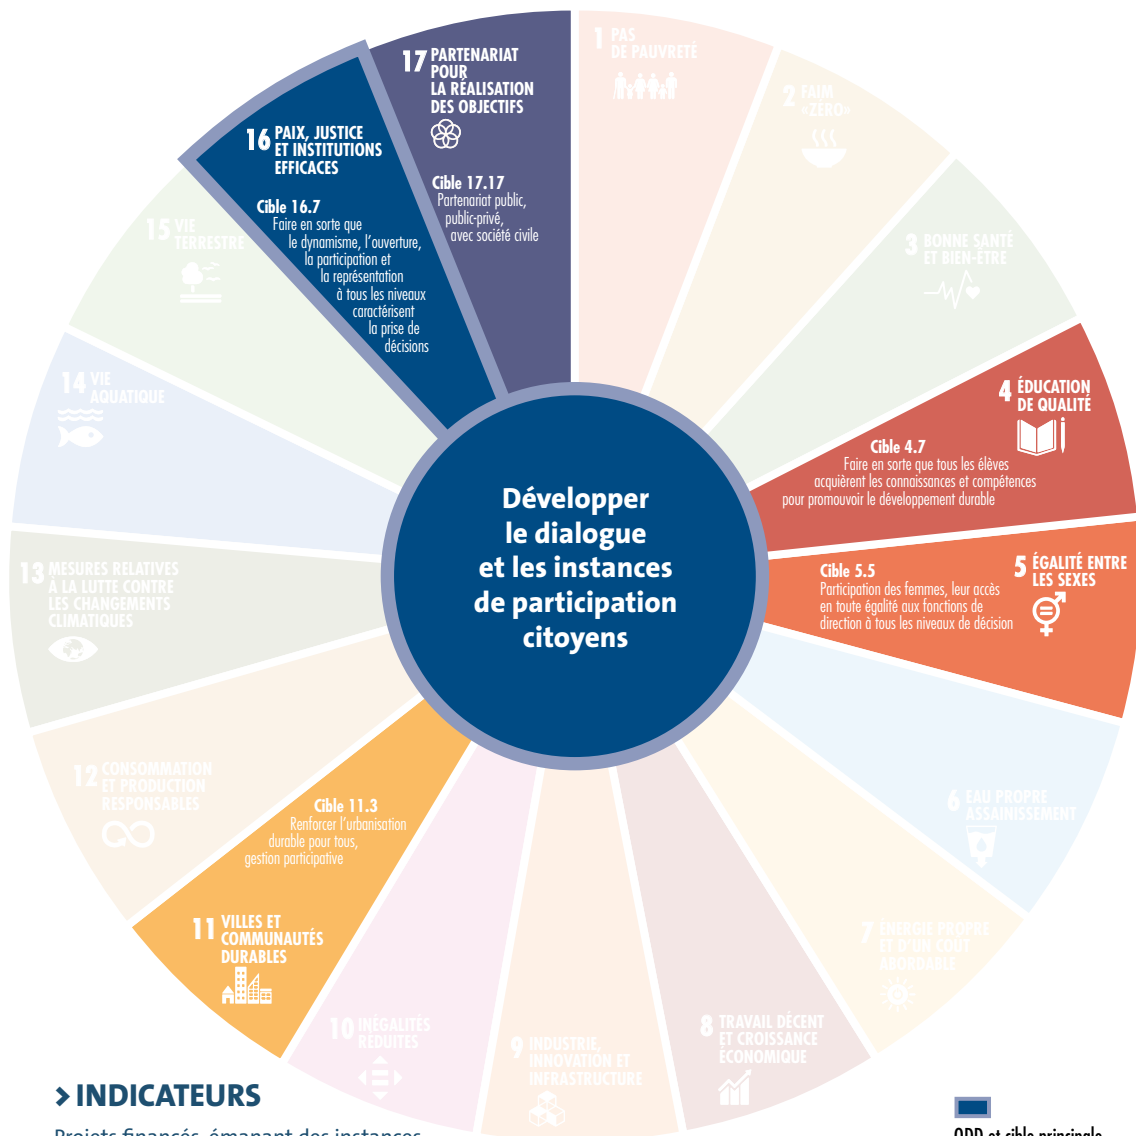 1 PAS
DE PAUVRETÉ
2 FAIM
«ZÉRO»
3 BONNE SANTÉ
ET BIEN-ÊTRE
4 ÉDUCATION
DE QUALITÉ
Cible 4.7
Faire en sorte que tous les élèves
acquièrent les connaissances et compétences
pour promouvoir le développement durable
5 ÉGALITÉ ENTRE
LES SEXES
Cible 5.5
Participation des femmes, leur accès
en toute égalité aux fonctions de
direction à tous les niveaux de décision
6 EAU PROPRE
ASSAINISSEMENT
7 ÉNERGIE PROPRE
ET D'UN COÛT
ABORDABLE
8 TRAVAIL DÉCENT
ET CROISSANCE
ÉCONOMIQUE
9 INDUSTRIE,
INNOVATION ET
INFRASTRUCTURE
10 INÉGALITÉS
RÉDUITES
Cible 11.3
Renforcer l'urbanisation
durable pour tous,
gestion participative
11 VILLES ET
COMMUNAUTÉS
DURABLES
12 CONSOMMATION
ET PRODUCTION
RESPONSABLES
13 MESURES RELATIVES
À LA LUTTE CONTRE
LES CHANGEMENTS
CLIMATIQUES
14 VIE
AQUATIQUE
15 VIE
TERRESTRE
16 PAIX, JUSTICE
ET INSTITUTIONS
EFFICACES
Cible 16.7
Faire en sorte que
le dynamisme, l'ouverture,
la participation et
la représentation
à tous les niveaux
caractérisent
la prise de
décisions
17 PARTENARIAT
POUR
LA RÉALISATION
DES OBJECTIFS
Cible 17.17
Partenariat public,
public-privé,
avec société civile
Développer
le dialogue
et les instances
de participation
citoyens
> INDICATEURS
Projets financés, émanant des instances
ODD et cible principale